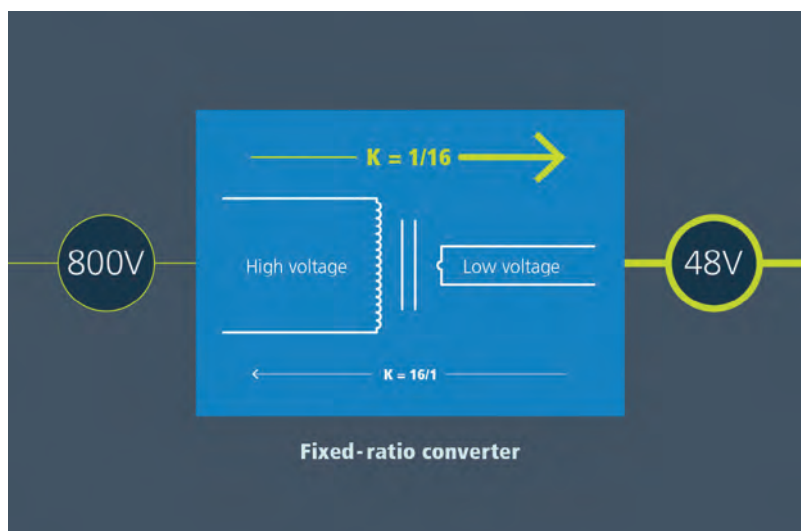 K = 1/16
800V
High voltage
Low voltage
48V
K = 16/1
Fixed-ratio converter